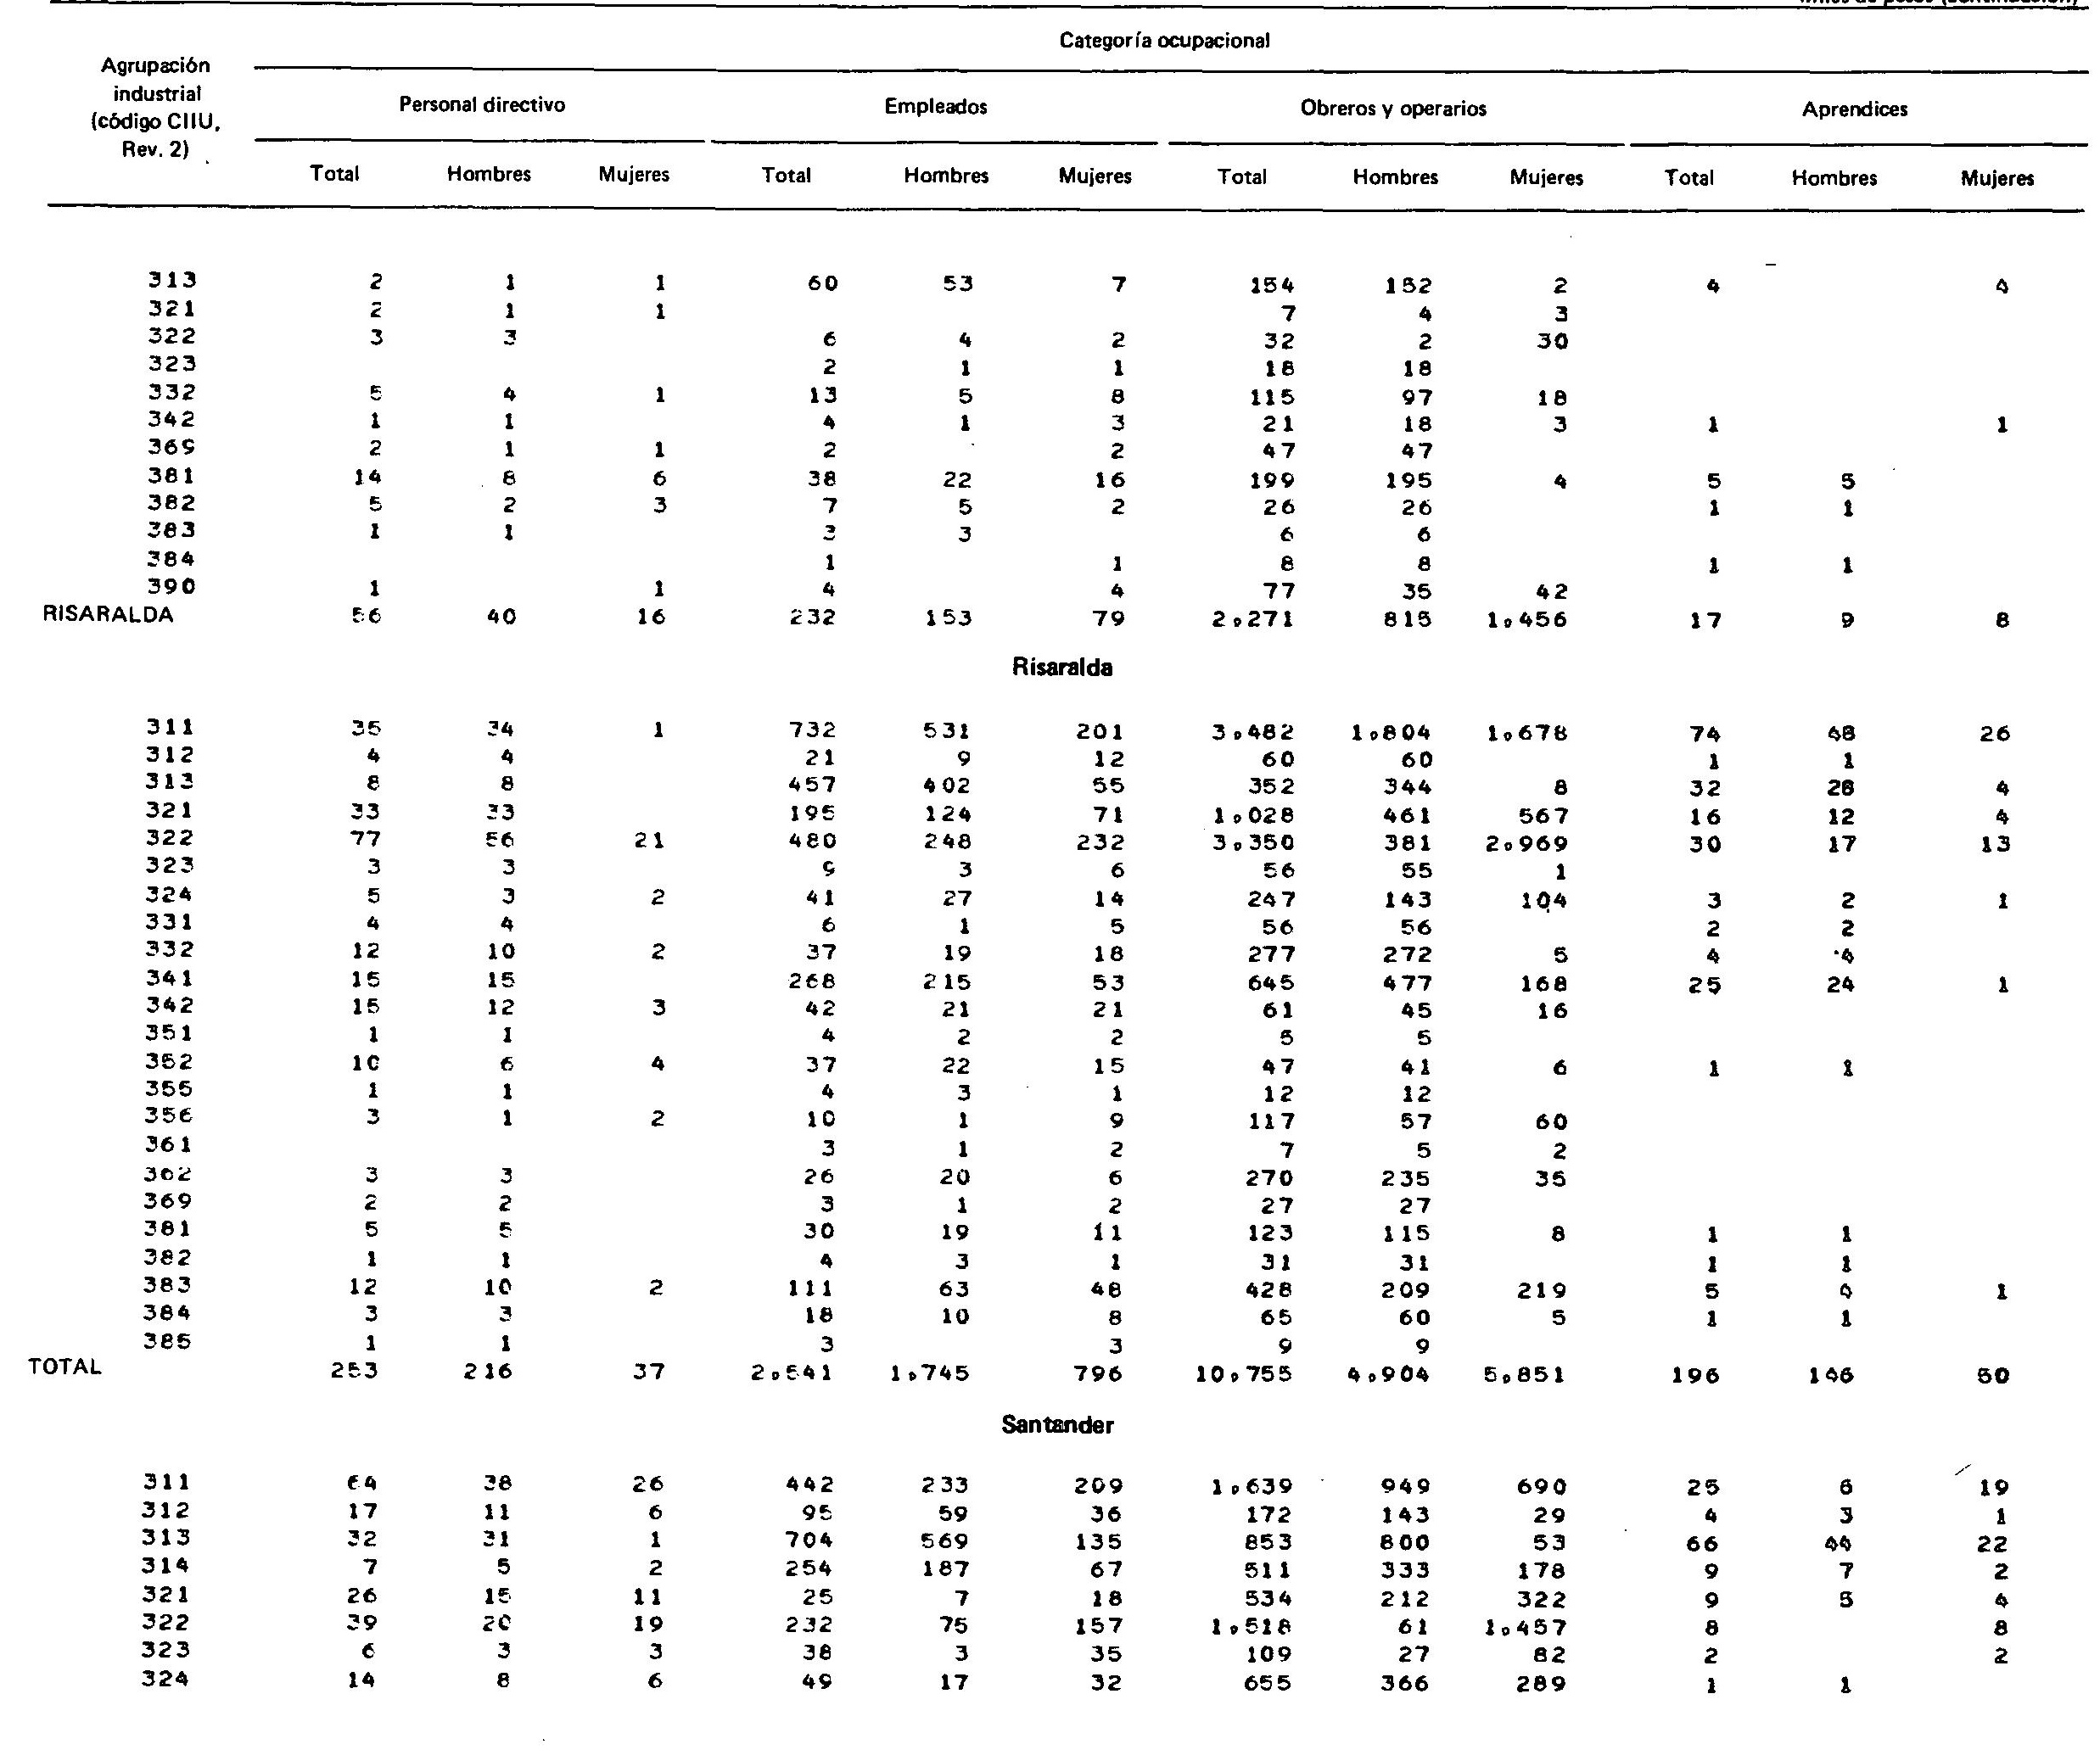 Categoría ocupacional
Agrupación
industrial
(código CIIU,
Rev. 2)
Personal directivo Empleados Obreros y operarios Aprendices
Total Hombres Mujeres Total Hombres Mujeres Total Hombres Mujeres Total Hombres Mujeres
313 2 1 1 60 53 7 154 152 2 4 4
321 2 1 1 7 4 3
322 3 3 6 4 2 32 2 30
323 2 1 1 18 18
332 5 4 1 13 5 8 115 97 18
342 1 1 4 1 3 21 18 3 1 1
369 2 1 1 2 2 47 47
381 14 8 6 38 22 16 199 195 4 5 5
382 5 2 3 7 5 2 26 26 1 1
383 1 1 3 3 6 6
384 1 1 8 8 1 1
390 1 1 4 4 77 35 42
RISARALDA 56 40 16 232 153 79 2,271 815 1,456 17 9 8
Risaralda
311 35 34 1 732 531 201 3,482 1,804 1,678 74 48 26
312 4 4 21 9 12 60 60 1 1
313 8 8 457 402 55 352 344 8 32 28 4
321 33 33 195 124 71 1,028 461 567 16 12 4
322 77 56 21 480 248 232 3,350 381 2,969 30 17 13
323 3 3 9 3 6 56 55 1
324 5 3 2 41 27 14 247 143 104 3 2 1
331 4 4 6 1 5 56 56 2 2
332 12 10 2 37 19 18 277 272 5 4 4
341 15 15 268 215 53 645 477 168 25 24 1
342 15 12 3 42 21 21 61 45 16
351 1 1 4 2 2 5 5
352 10 6 4 37 22 15 47 41 6 1 1
355 1 1 4 3 1 12 12
356 3 1 2 10 1 9 117 57 60
361 3 1 2 7 5 2
362 3 3 26 20 6 270 235 35
369 2 2 3 1 2 27 27
381 5 5 30 19 11 123 115 8 1 1
382 1 1 4 3 1 31 31 1 1
383 12 10 2 111 63 48 428 209 219 5 4 1
384 3 3 18 10 8 65 60 5 1 1
385 1 1 3 3 9 9
TOTAL 253 216 37 2,541 1,745 796 10,755 4,904 5,851 196 146 50
Santander
311 64 38 26 442 233 209 1,639 949 690 25 6 19
312 17 11 6 95 59 36 172 143 29 4 3 1
313 32 31 1 704 569 135 853 800 53 66 44 22
314 7 5 2 254 187 67 511 333 178 9 7 2
321 26 15 11 25 7 18 534 212 322 9 5 4
322 39 20 19 232 75 157 1,518 61 1,457 8 8
323 6 3 3 38 3 35 109 27 82 2 2
324 14 8 6 49 17 32 655 366 289 1 1